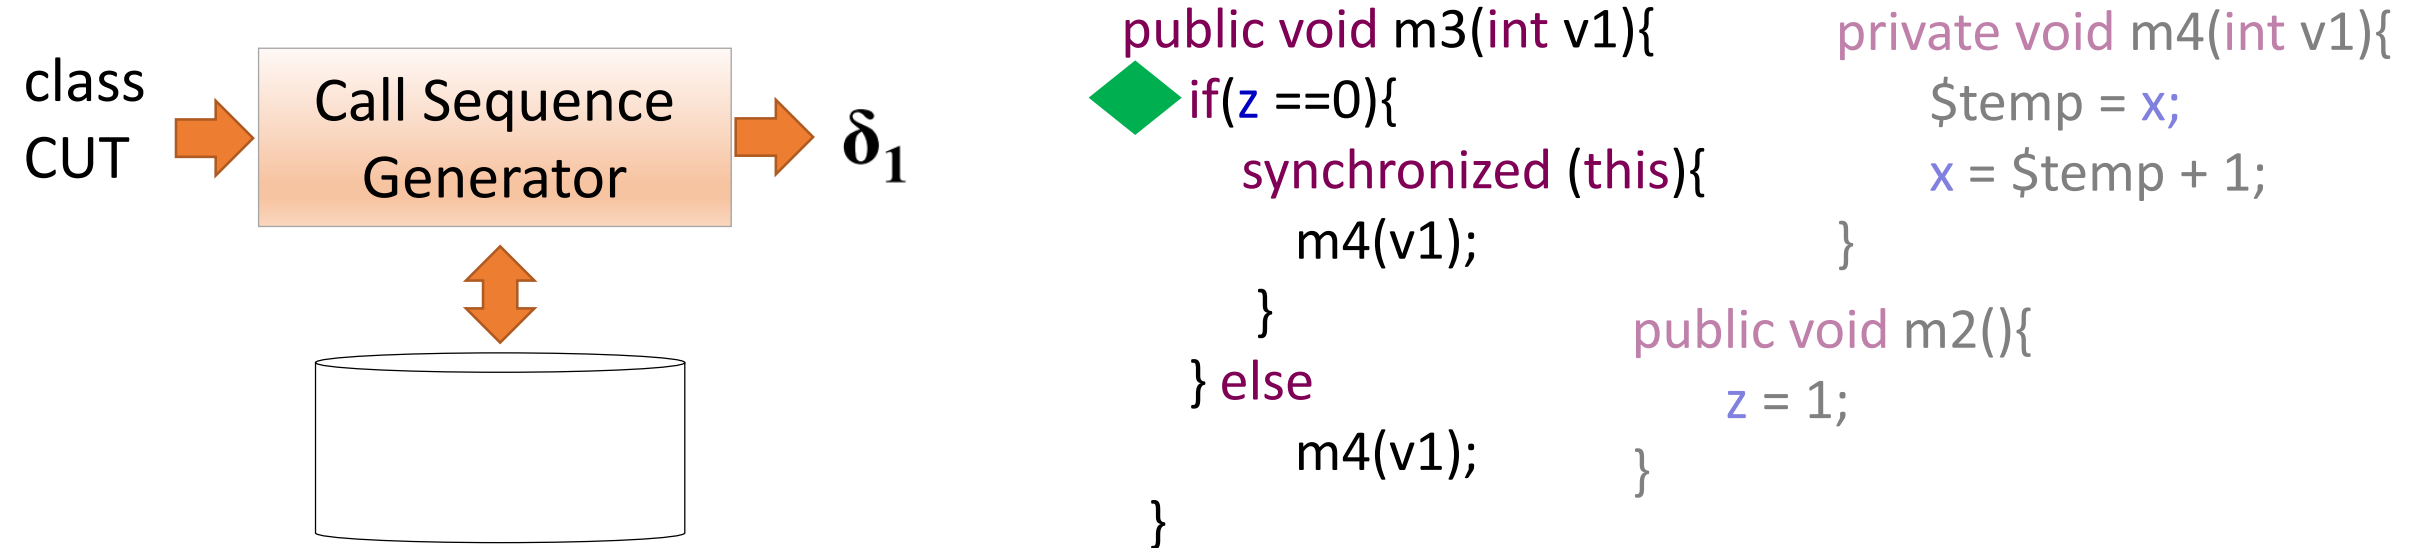 class
CUT
Call Sequence
Generator
δ1
public void m3(int v1){
if(z ==0){
synchronized (this){
m4(v1);
}
} else
m4(v1);
}
private void m4(int v1){
$temp = x;
x = $temp + 1;
}
public void m2(){
z = 1;
}